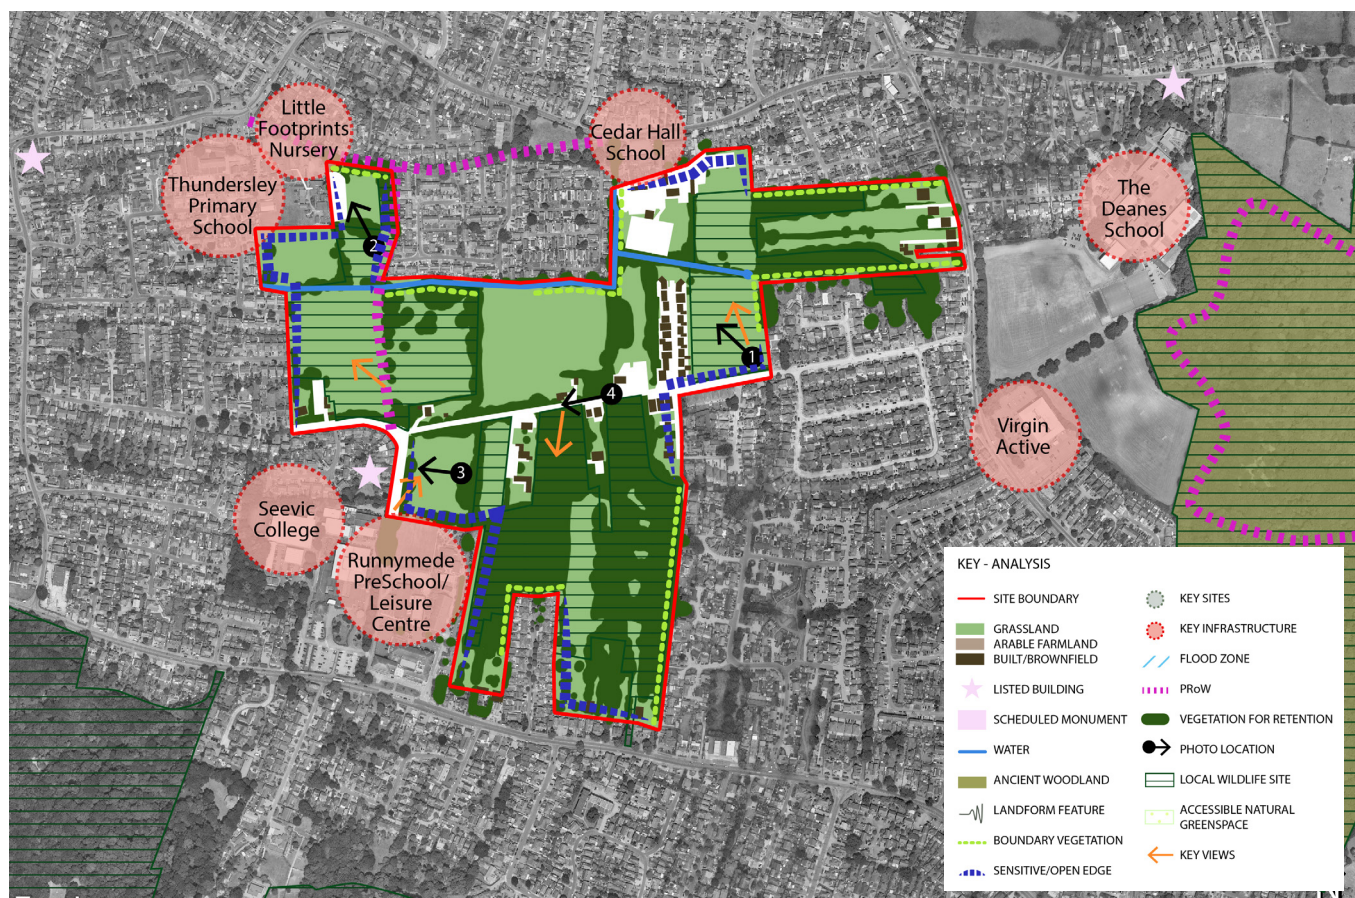 Little
Footprints
Nursery
Cedar Hall
School
Thundersley
Primary
School
The
Deanes
School
2
1
4
3
Virgin
Active
Seevic
College
Runnymede
PreSchool/
Leisure
Centre
KEY - ANALYSIS
SITE BOUNDARY
GRASSLAND
ARABLE FARMLAND
BUILT/BROWNFIELD
LISTED BUILDING
SCHEDULED MONUMENT
WATER
ANCIENT WOODLAND
LANDFORM FEATURE
BOUNDARY VEGETATION
SENSITIVE/OPEN EDGE
KEY SITES
KEY INFRASTRUCTURE
FLOOD ZONE
PRoW
VEGETATION FOR RETENTION
PHOTO LOCATION
LOCAL WILDLIFE SITE
ACCESSIBLE NATURAL
GREENSPACE
KEY VIEWS